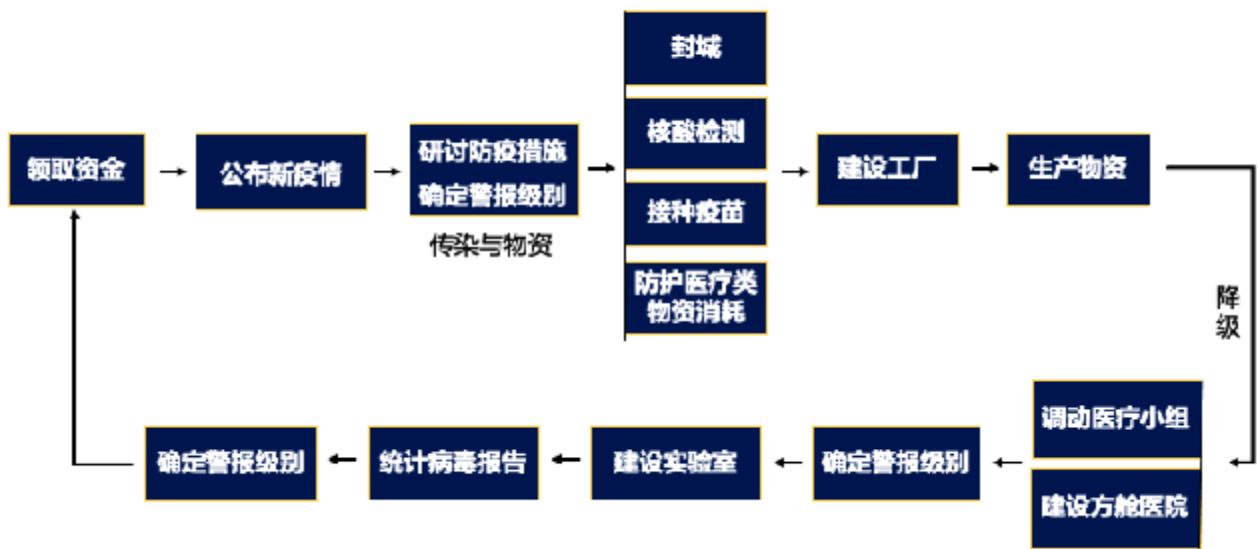 领取资金
公布新疫情
研讨防疫措施
确定警报级别
传染与物资
封城
核酸检测
接种疫苗
防护医疗类
物资消耗
建设工厂
生产物资
降
级
调动医疗小组
建设方舱医院
确定警报级别
建设实验室
统计病毒报告
确定警报级别